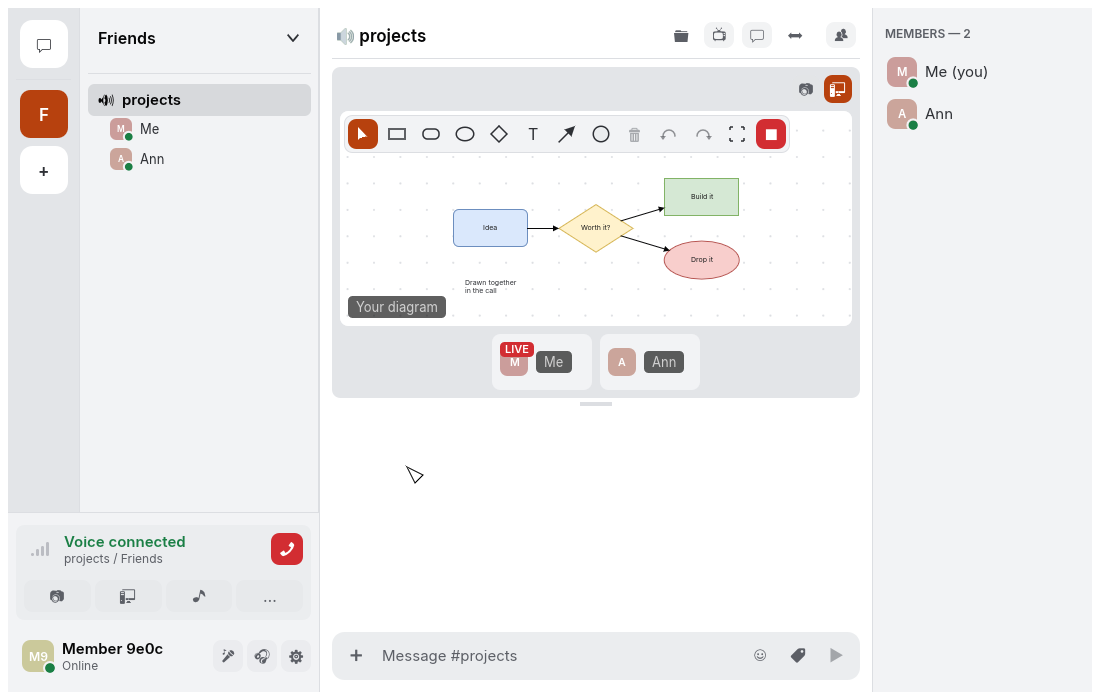 Friends
projects
MEMBERS — 2
M
Me (you)
A
Ann
F
projects
M
Me
A
Ann
+
T
Idea
Worth it?
Build it
Drop it
Drawn together
in the call
Your diagram
LIVE
M
Me
A
Ann
Voice connected
projects / Friends
...
M9
Member 9e0c
Online
+
Message #projects